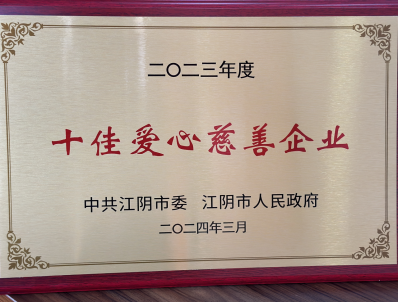 二〇二三年度
十佳爱心慈善企业
中共江阴市委 江阴市人民政府
二〇二四年三月